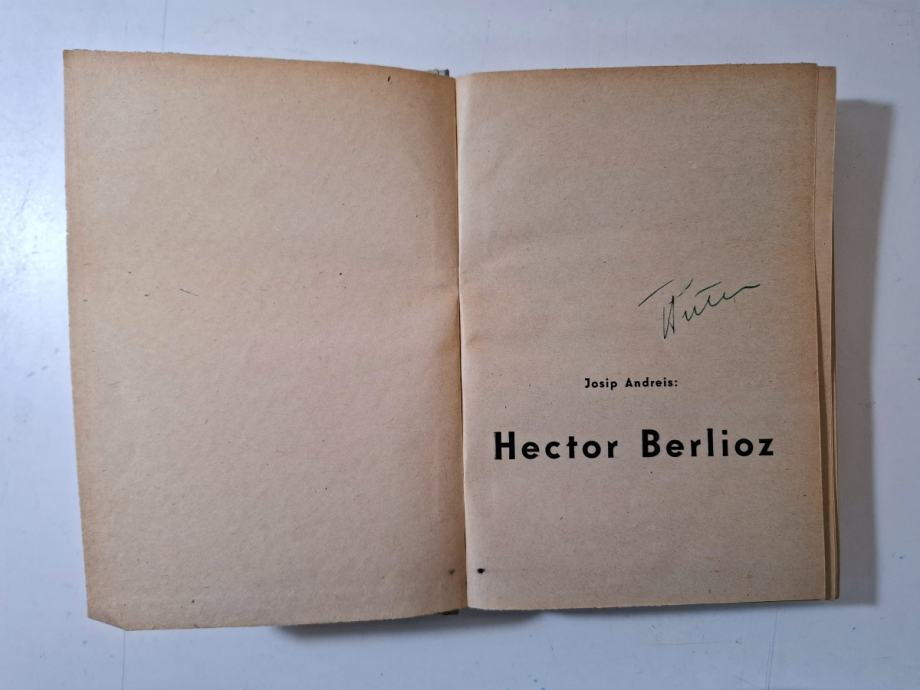 Josip Andreis:
Hector Berlioz